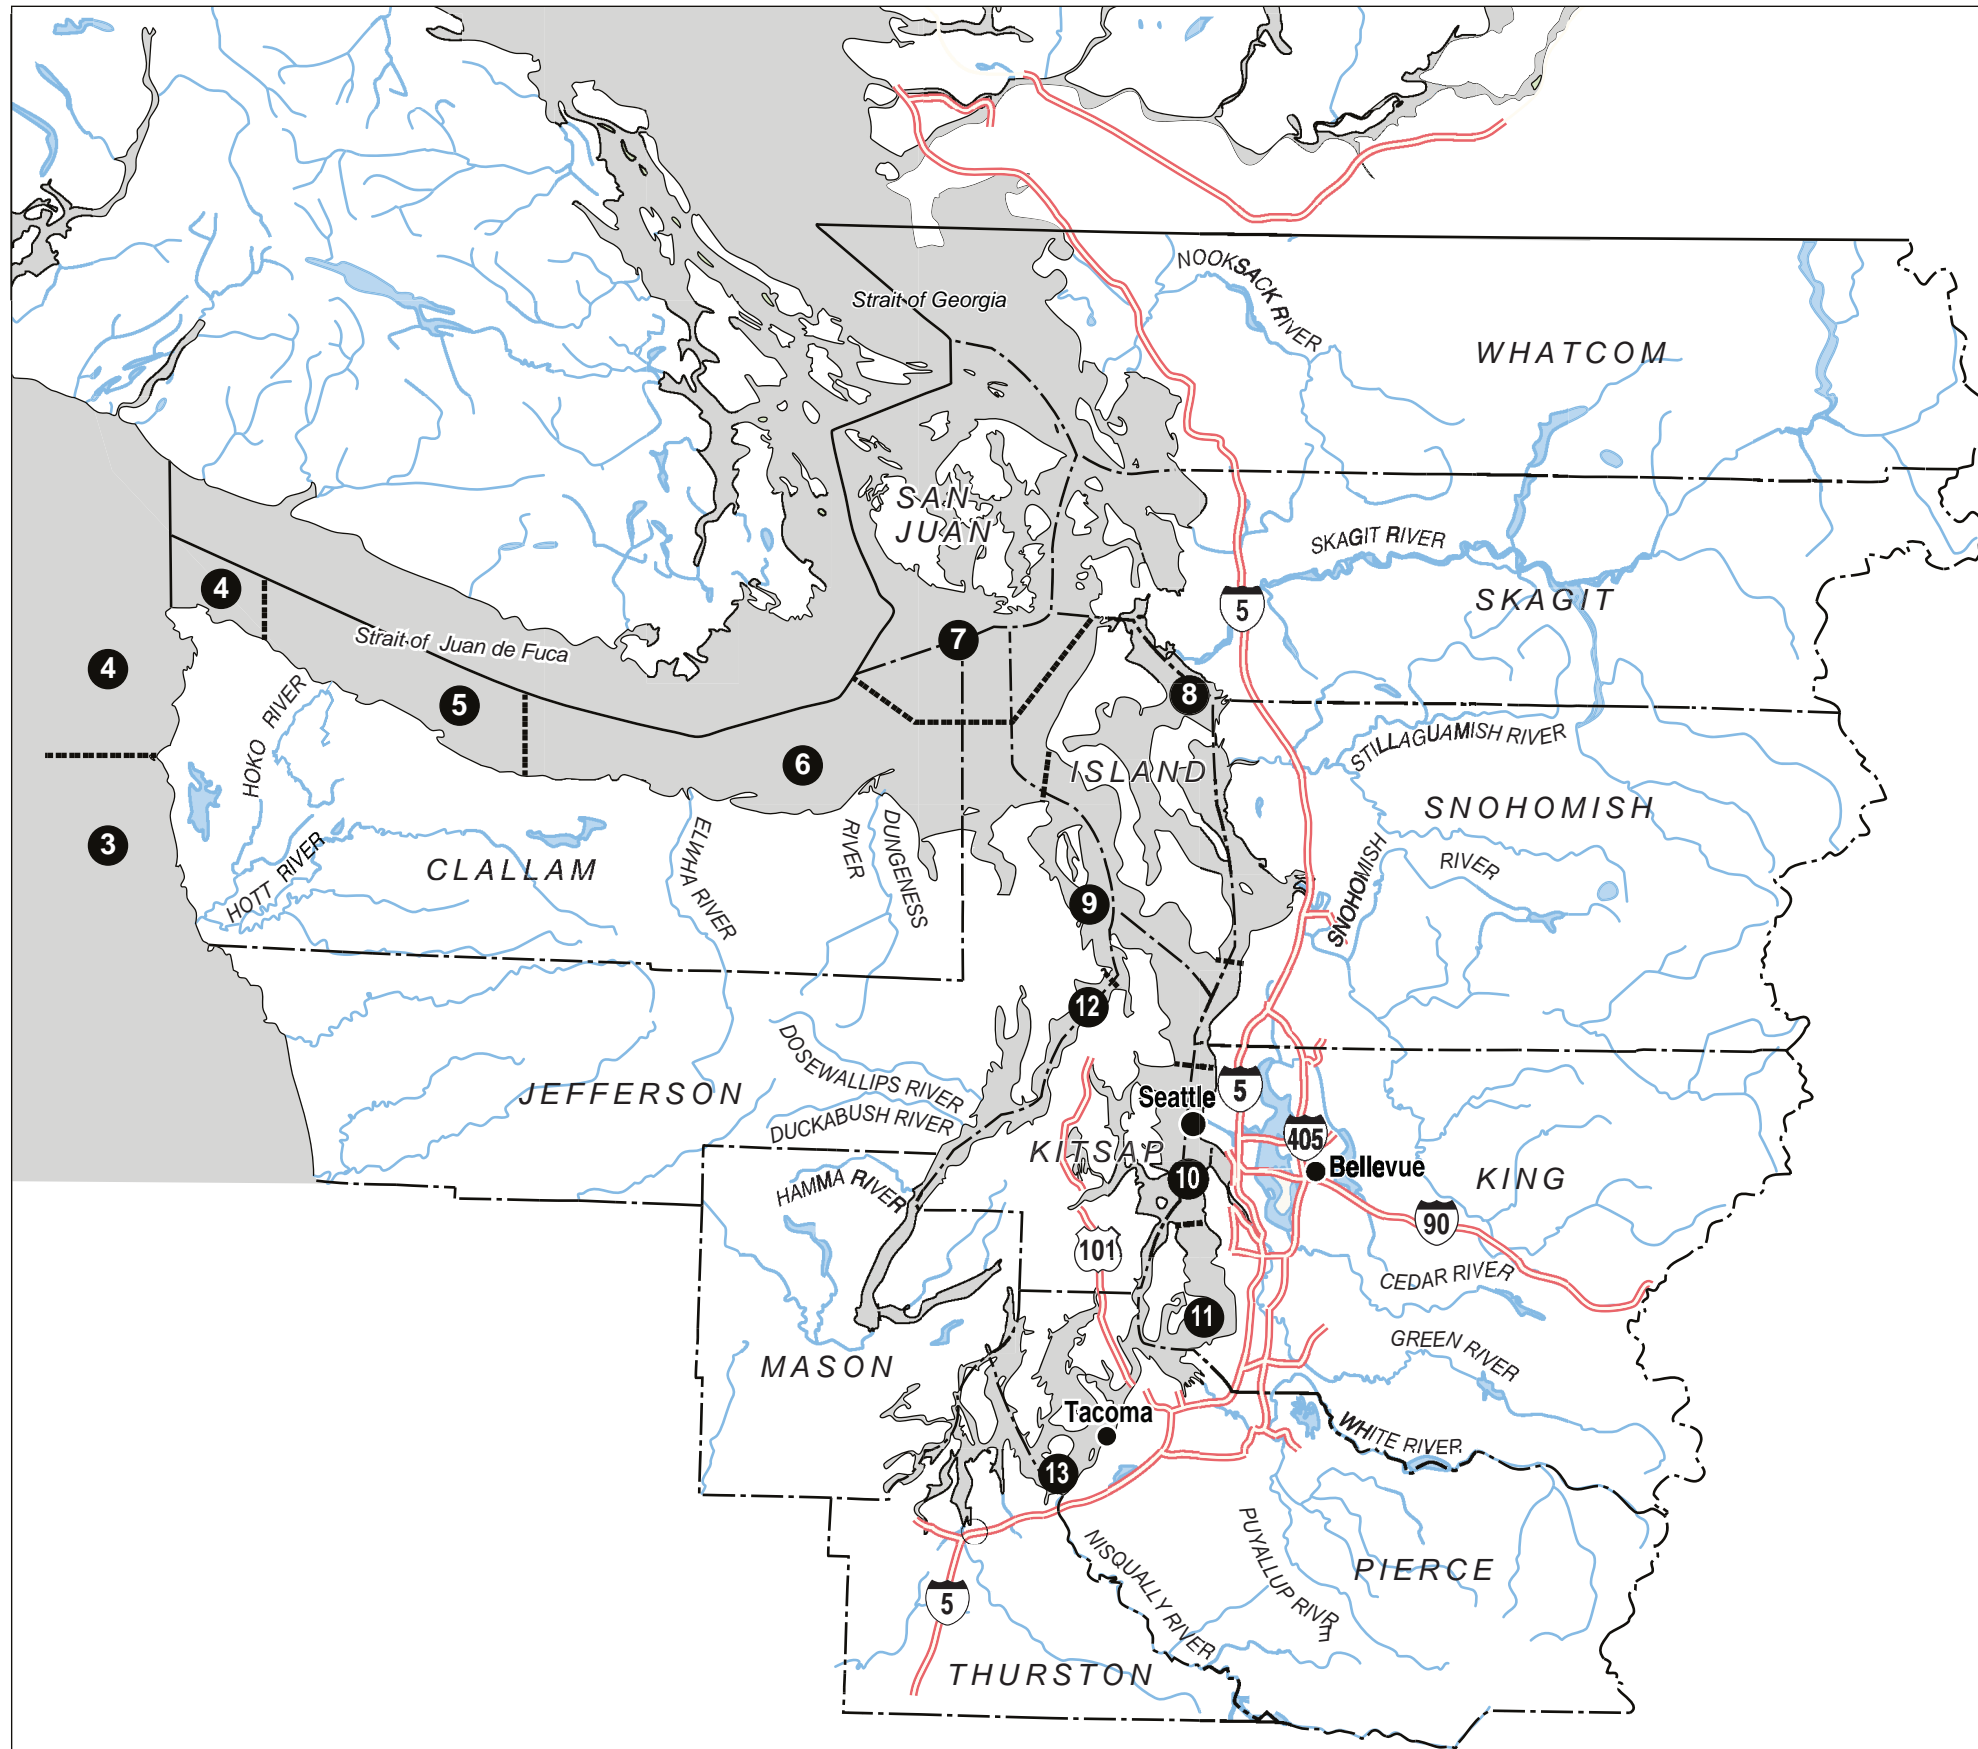 NOOKSACK RIVER
Strait of Georgia
WHATCOM
4
SAN
JUAN
SKAGIT RIVER
4
5
SKAGIT
Strait of Juan de Fuca
7
4
8
5
HOKO RIVER
STILLAGUAMISH RIVER
6
ISLAND
SNOHOMISH
3
ELWHA RIVER
DUNGENESS
RIVER
CLALLAM
HOTT RIVER
SNOHOMISH
RIVER
9
12
DOSEWALLIPS RIVER
JEFFERSON
DUCKABUSH RIVER
Seattle
5
405
KITSAP
Bellevue
HAMMA RIVER
10
KING
90
101
CEDAR RIVER
11
GREEN RIVER
MASON
Tacoma
WHITE RIVER
13
NISQUALLY RIVER
PUYALLUP RIVRE
PIERCE
5
THURSTON